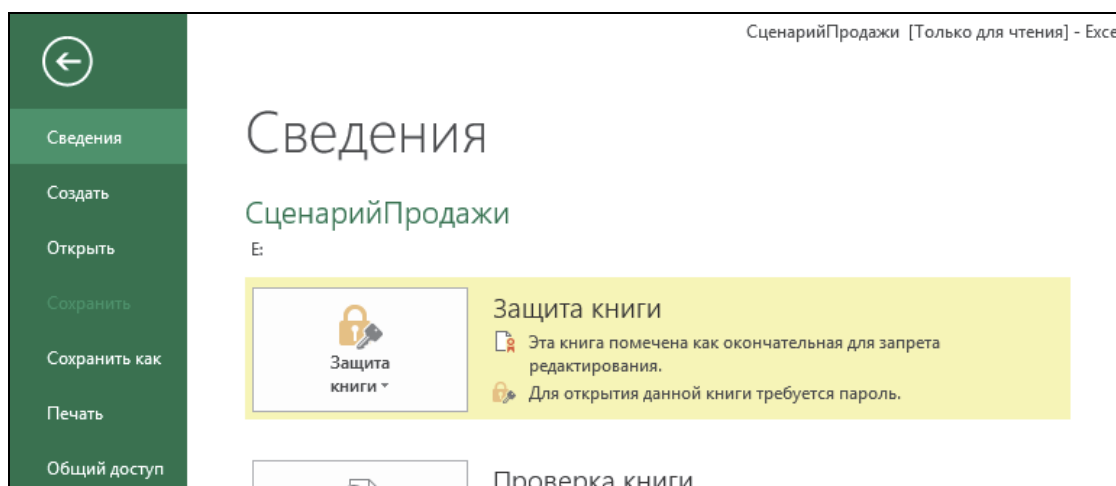 СценарийПродажи [Только для чтения] - Exce
Сведения
Создать
Открыть
Сохранить
Сохранить как
Печать
Общий доступ
Сведения
СценарийПродажи
E:
Защита
книги
Защита книги
Эта книга помечена как окончательная для запрета
редактирования.
Для открытия данной книги требуется пароль.
Проверка книги